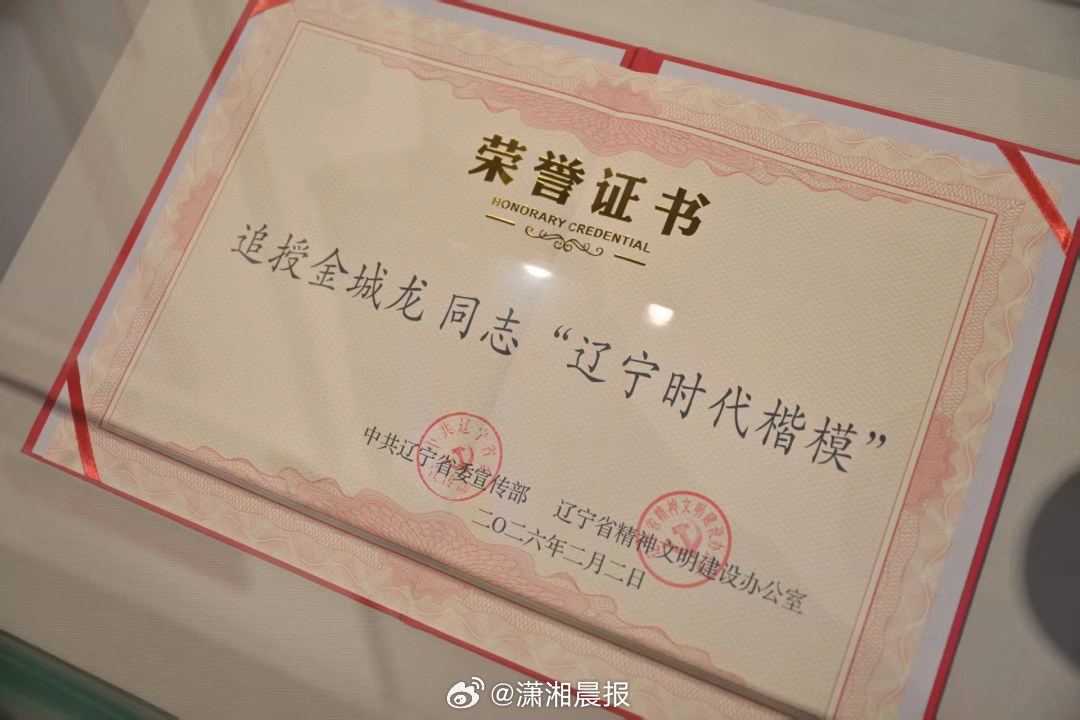 荣誉证书
HONORARY CREDENTIAL
追授金城龙 同志“辽宁时代楷模”
中共辽宁省委宣传部 辽宁省精神文明建设办公室
二〇二六年二月二日
@潇湘晨报